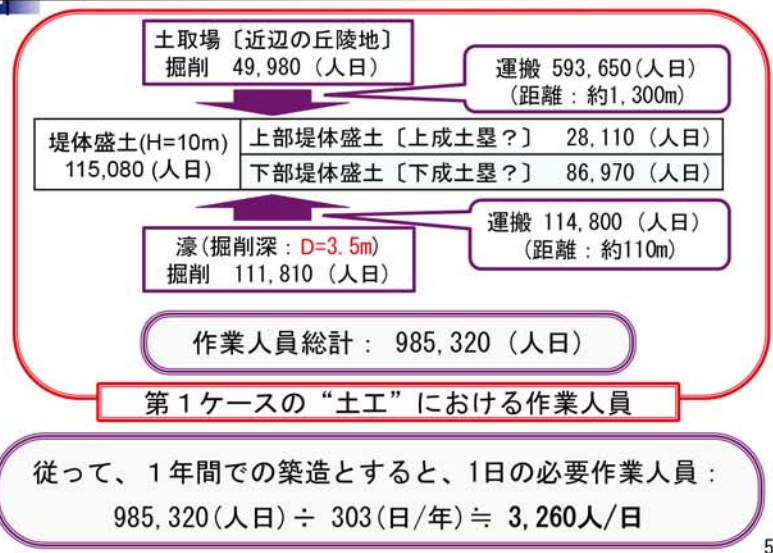 土取場〔近辺の丘陵地〕
掘削 49,980 (人日)
運搬 593,650(人日)
(距離：約1,300m)
堤体盛土(H=10m)
115,080 (人日)
上部堤体盛土〔上成土塁？〕 28,110 (人日)
下部堤体盛土〔下成土塁？〕 86,970 (人日)
運搬 114,800 (人日)
(距離：約110m)
濠(掘削深：D=3.5m)
掘削 111,810 (人日)
作業人員総計： 985,320 (人日)
第１ケースの“土工”における作業人員
従って、１年間での築造とすると、1日の必要作業人員：
985,320(人日) ÷ 303(日/年) ≒ 3,260人/日
5